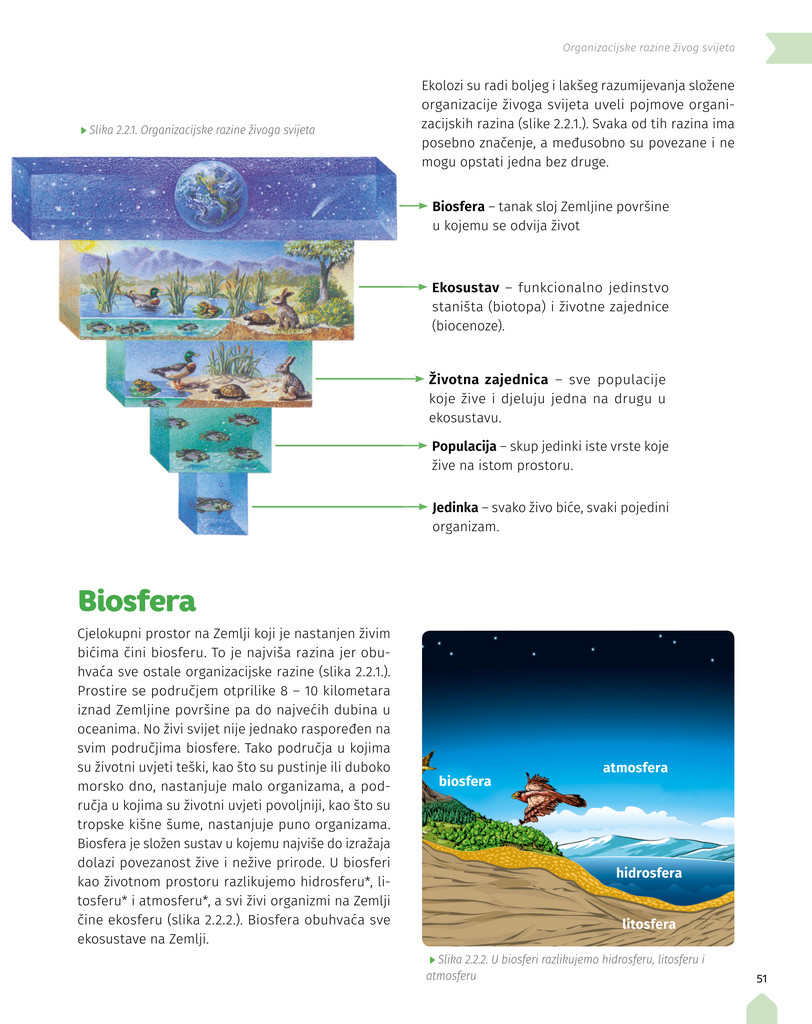 Organizacijske razine živog svijeta
Ekolozi su radi boljeg i lakšeg razumijevanja složene
organizacije živoga svijeta uveli pojmove organi-
zacijskih razina (slike 2.2.1.). Svaka od tih razina ima
posebno značenje, a međusobno su povezane i ne
mogu opstati jedna bez druge.
Slika 2.2.1. Organizacijske razine živoga svijeta
Biosfera – tanak sloj Zemljine površine
u kojemu se odvija život
Ekosustav – funkcionalno jedinstvo
staništa (biotopa) i životne zajednice
(biocenoze).
Životna zajednica – sve populacije
koje žive i djeluju jedna na drugu u
ekosustavu.
Populacija – skup jedinki iste vrste koje
žive na istom prostoru.
Jedinka – svako živo biće, svaki pojedini
organizam.
Biosfera
Cjelokupni prostor na Zemlji koji je nastanjen živim
bićima čini biosferu. To je najviša razina jer obu-
hvaća sve ostale organizacijske razine (slika 2.2.1.).
Prostire se područjem otprilike 8 – 10 kilometara
iznad Zemljine površine pa do najvećih dubina u
oceanima. No živi svijet nije jednako raspoređen na
svim područjima biosfere. Tako područja u kojima
su životni uvjeti teški, kao što su pustinje ili duboko
morsko dno, nastanjuje malo organizama, a pod-
ručja u kojima su životni uvjeti povoljniji, kao što su
tropske kišne šume, nastanjuje puno organizama.
Biosfera je složen sustav u kojemu najviše do izražaja
dolazi povezanost žive i nežive prirode. U biosferi
kao životnom prostoru razlikujemo hidrosferu*, li-
tosferu* i atmosferu*, a svi živi organizmi na Zemlji
čine ekosferu (slika 2.2.2.). Biosfera obuhvaća sve
ekosustave na Zemlji.
atmosfera
biosfera
hidrosfera
litosfera
Slika 2.2.2. U biosferi razlikujemo hidrosferu, litosferu i
atmosferu
51